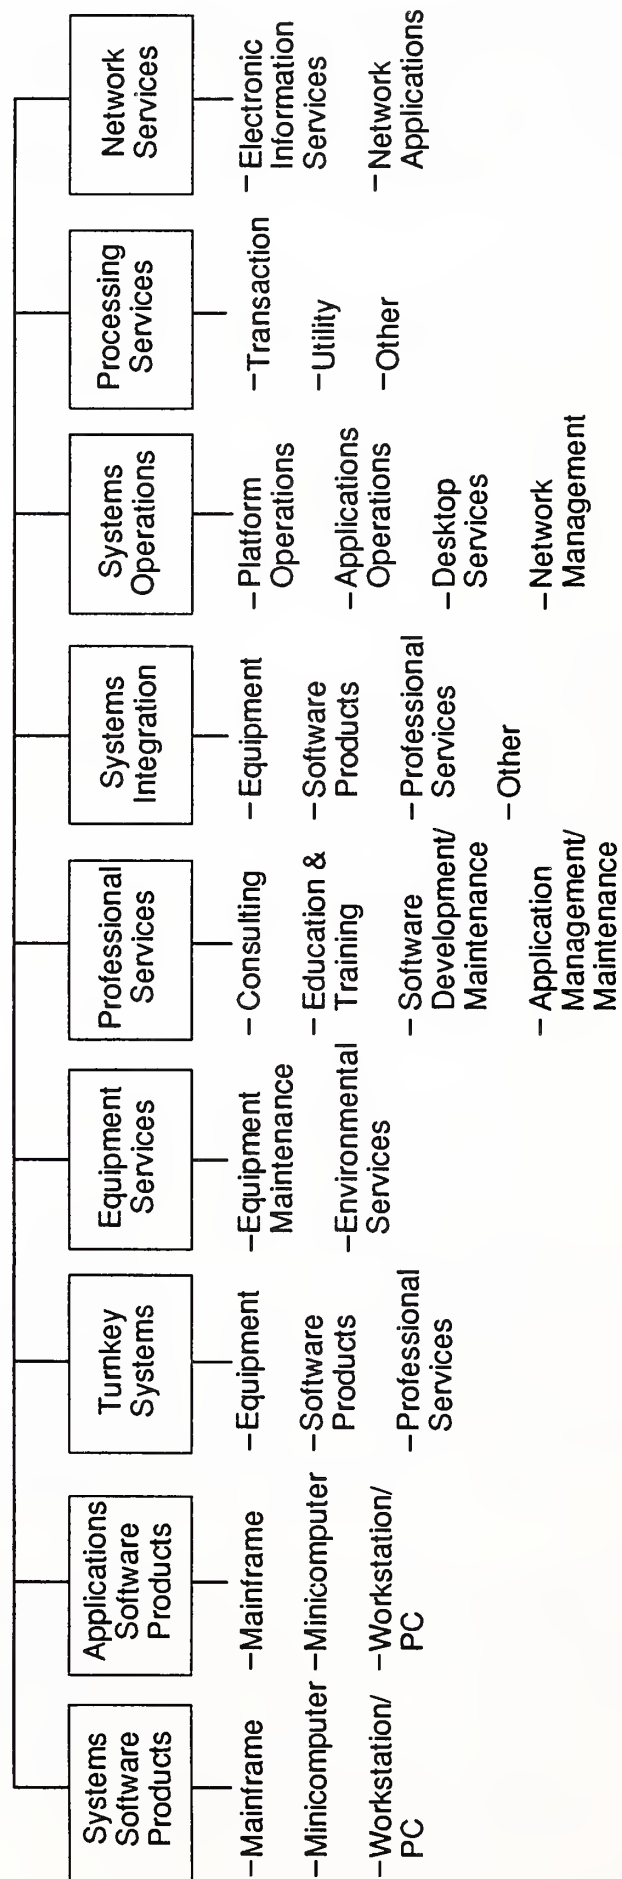 Systems
Software
Products
–Mainframe
–Minicomputer
–Workstation/
PC
Applications
Software
Products
–Mainframe
–Minicomputer
–Workstation/
PC
Turnkey
Systems
–Equipment
–Software
Products
–Professional
Services
Equipment
Services
–Equipment
Maintenance
–Environmental
Services
Professional
Services
– Consulting
– Education &
Training
– Software
Development/
Maintenance
– Application
Management/
Maintenance
Systems
Integration
– Equipment
– Software
Products
– Professional
Services
– Other
Systems
Operations
– Platform
Operations
– Applications
Operations
– Desktop
Services
– Network
Management
Processing
Services
– Transaction
– Utility
– Other
Network
Services
– Electronic
Information
Services
– Network
Applications